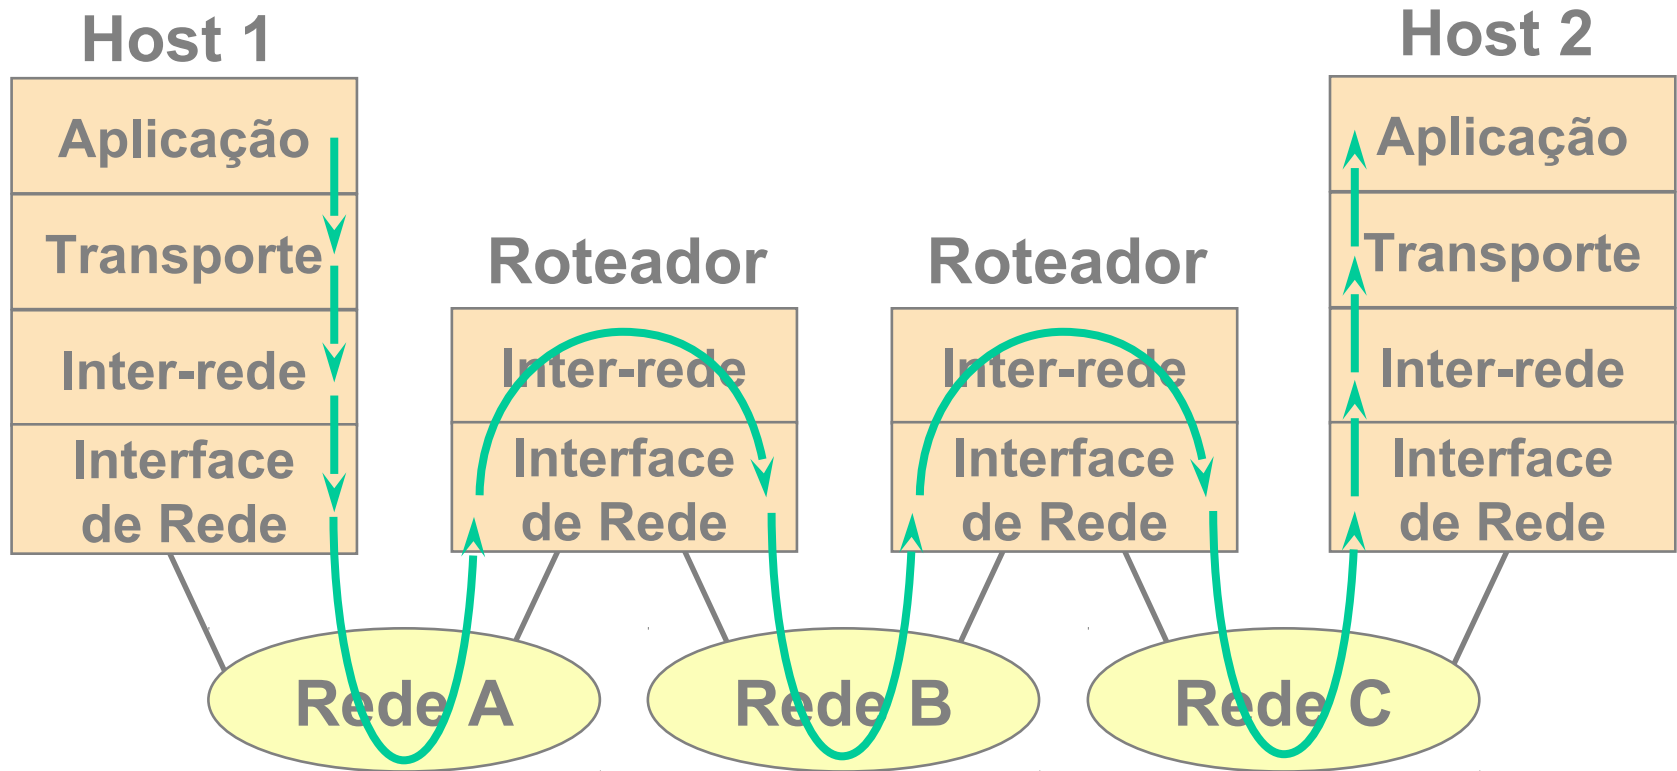 Host 1
Aplicação
Transporte
Inter-rede
Interface
de Rede
Roteador
Inter-rede
Interface
de Rede
Roteador
Inter-rede
Interface
de Rede
Host 2
Aplicação
Transporte
Inter-rede
Interface
de Rede
Rede A
Rede B
Rede C